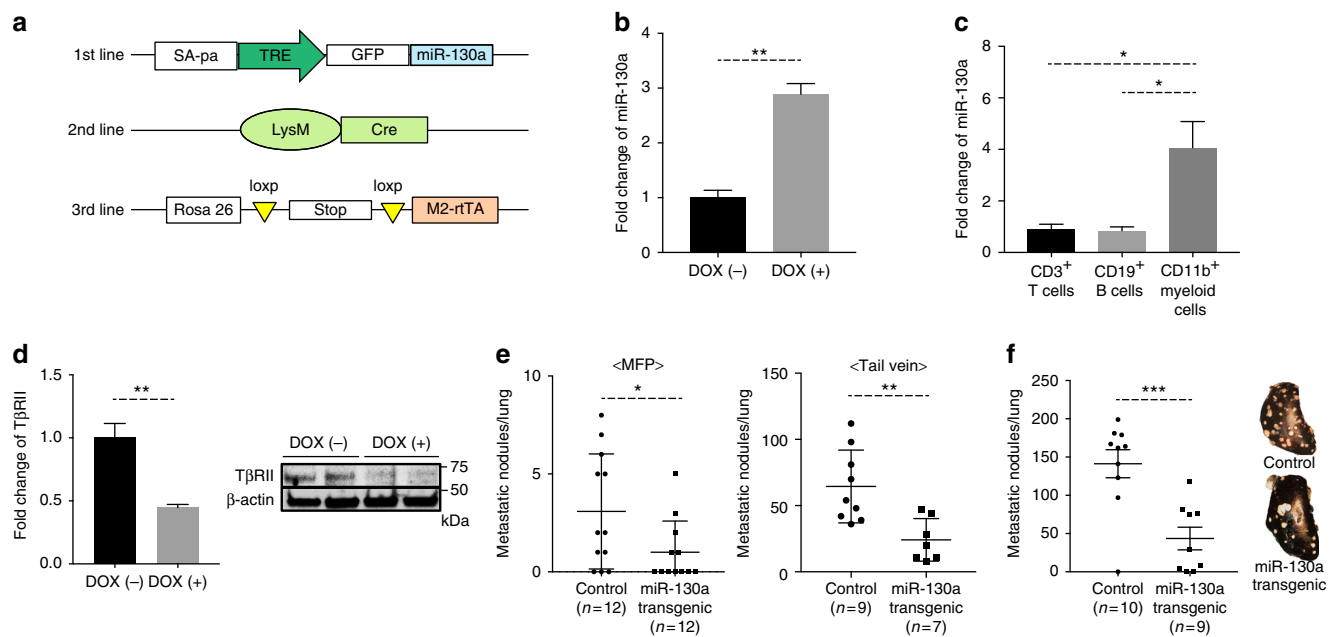 a
1st line
SA-pa
TRE
GFP
miR-130a
2nd line
LysM
Cre
loxp
loxp
3rd line
Rosa 26
Stop
M2-rtTA
b
Fold change of miR-130a
4
3
2
1
0
**
DOX (–)
DOX (+)
c
Fold change of miR-130a
8
6
4
2
0
*
*
CD3+
T cells
CD19+
B cells
CD11b+
myeloid
cells
d
Fold change of TβRII
1.5
1.0
0.5
0.0
**
DOX (–)
DOX (+)
DOX (–)
DOX (+)
TβRII
β-actin
75
50
kDa
e
<MFP>
Metastatic nodules/lung
10
5
0
*
Control
(n=12)
miR-130a
transgenic
(n=12)
<Tail vein>
Metastatic nodules/lung
150
100
50
0
**
Control
(n=9)
miR-130a
transgenic
(n=7)
f
Metastatic nodules/lung
250
200
150
100
50
0
***
Control
(n=10)
miR-130a
transgenic
(n=9)
Control
miR-130a
transgenic